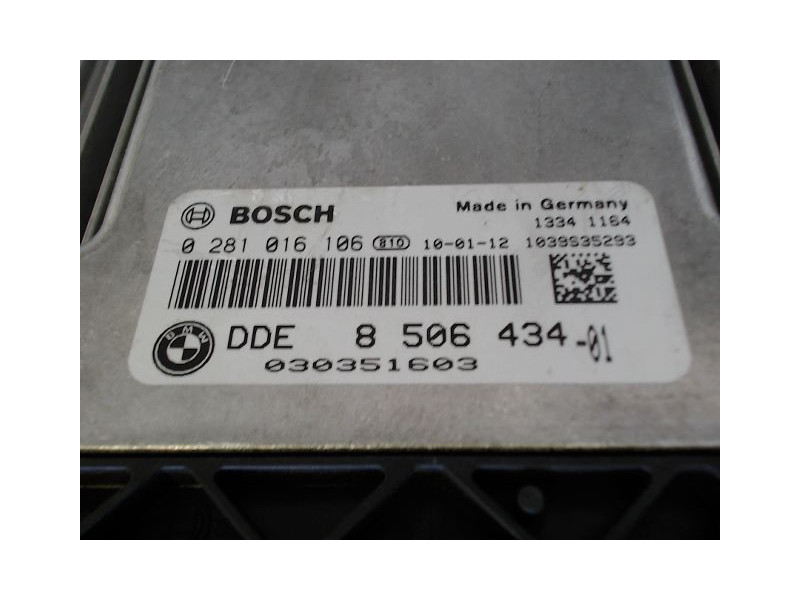 BOSCH
Made in Germany
1334 1164
0 281 016 106 810 10-01-12 1039S35293
BMW
DDE 8 506 434-01
030351603